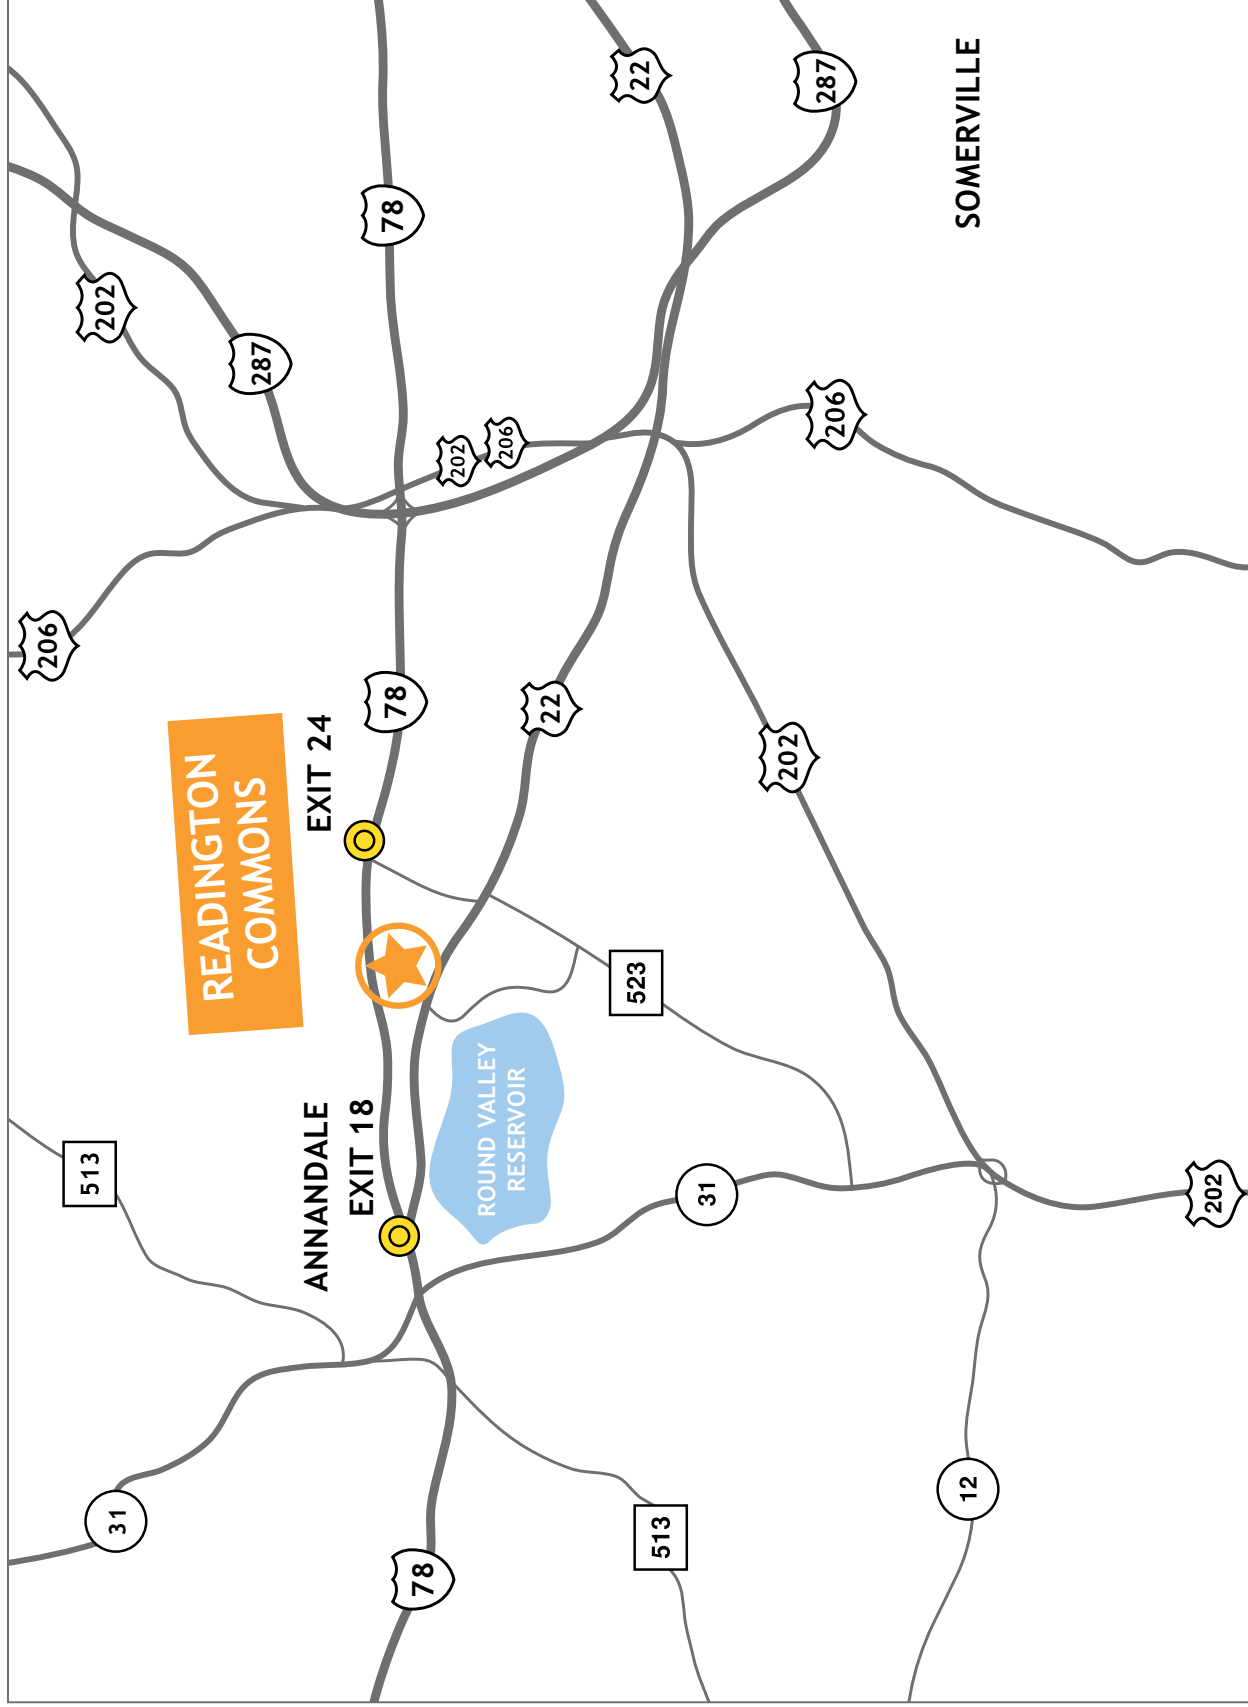 513
31
206
202
287
READINGTON
COMMONS
ANNANDALE
EXIT 18
EXIT 24
78
78
78
202
206
ROUND VALLEY
RESERVOIR
22
22
523
513
31
202
206
287
12
SOMERVILLE
202